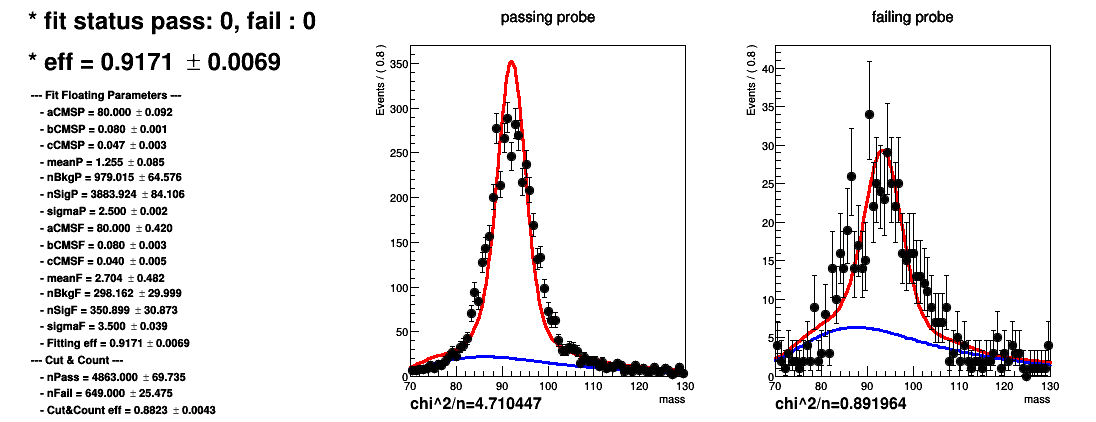 * fit status pass: 0, fail : 0
* eff = 0.9171 ± 0.0069
--- Fit Floating Parameters ---
- aCMSP = 80.000 ± 0.092
- bCMSP = 0.080 ± 0.001
- cCMSP = 0.047 ± 0.003
- meanP = 1.255 ± 0.085
- nBkgP = 979.015 ± 64.576
- nSigP = 3883.924 ± 84.106
- sigmaP = 2.500 ± 0.002
- aCMSF = 80.000 ± 0.420
- bCMSF = 0.080 ± 0.003
- cCMSF = 0.040 ± 0.005
- meanF = 2.704 ± 0.482
- nBkgF = 298.162 ± 29.999
- nSigF = 350.899 ± 30.873
- sigmaF = 3.500 ± 0.039
- Fitting eff = 0.9171 ± 0.0069
--- Cut & Count ---
- nPass = 4863.000 ± 69.735
- nFail = 649.000 ± 25.475
- Cut&Count eff = 0.8823 ± 0.0043
passing probe
Events / ( 0.8 )
350
300
250
200
150
100
50
0
70 80 90 100 110 120 130
mass
chi^2/n=4.710447
failing probe
Events / ( 0.8 )
40
35
30
25
20
15
10
5
0
70 80 90 100 110 120 130
mass
chi^2/n=0.891964